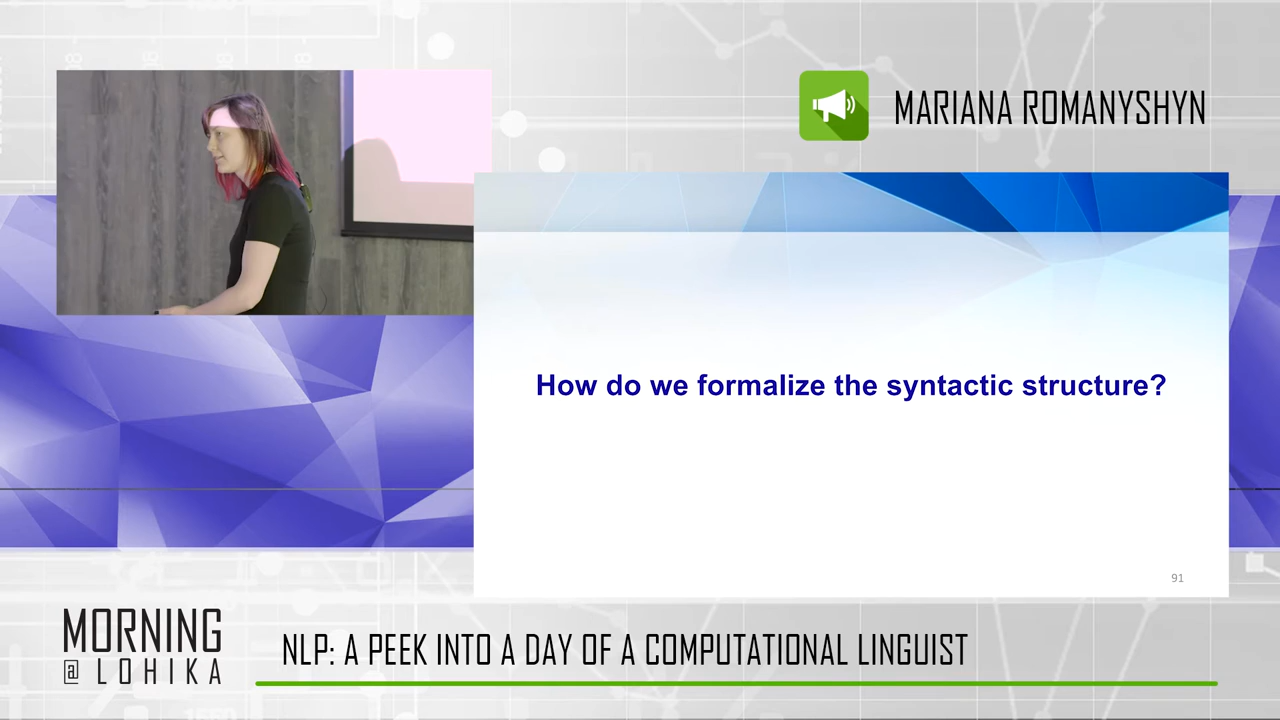 MARIANA ROMANYSHYN
How do we formalize the syntactic structure?
91
MORNING
@ LOHIKA
NLP: A PEEK INTO A DAY OF A COMPUTATIONAL LINGUIST